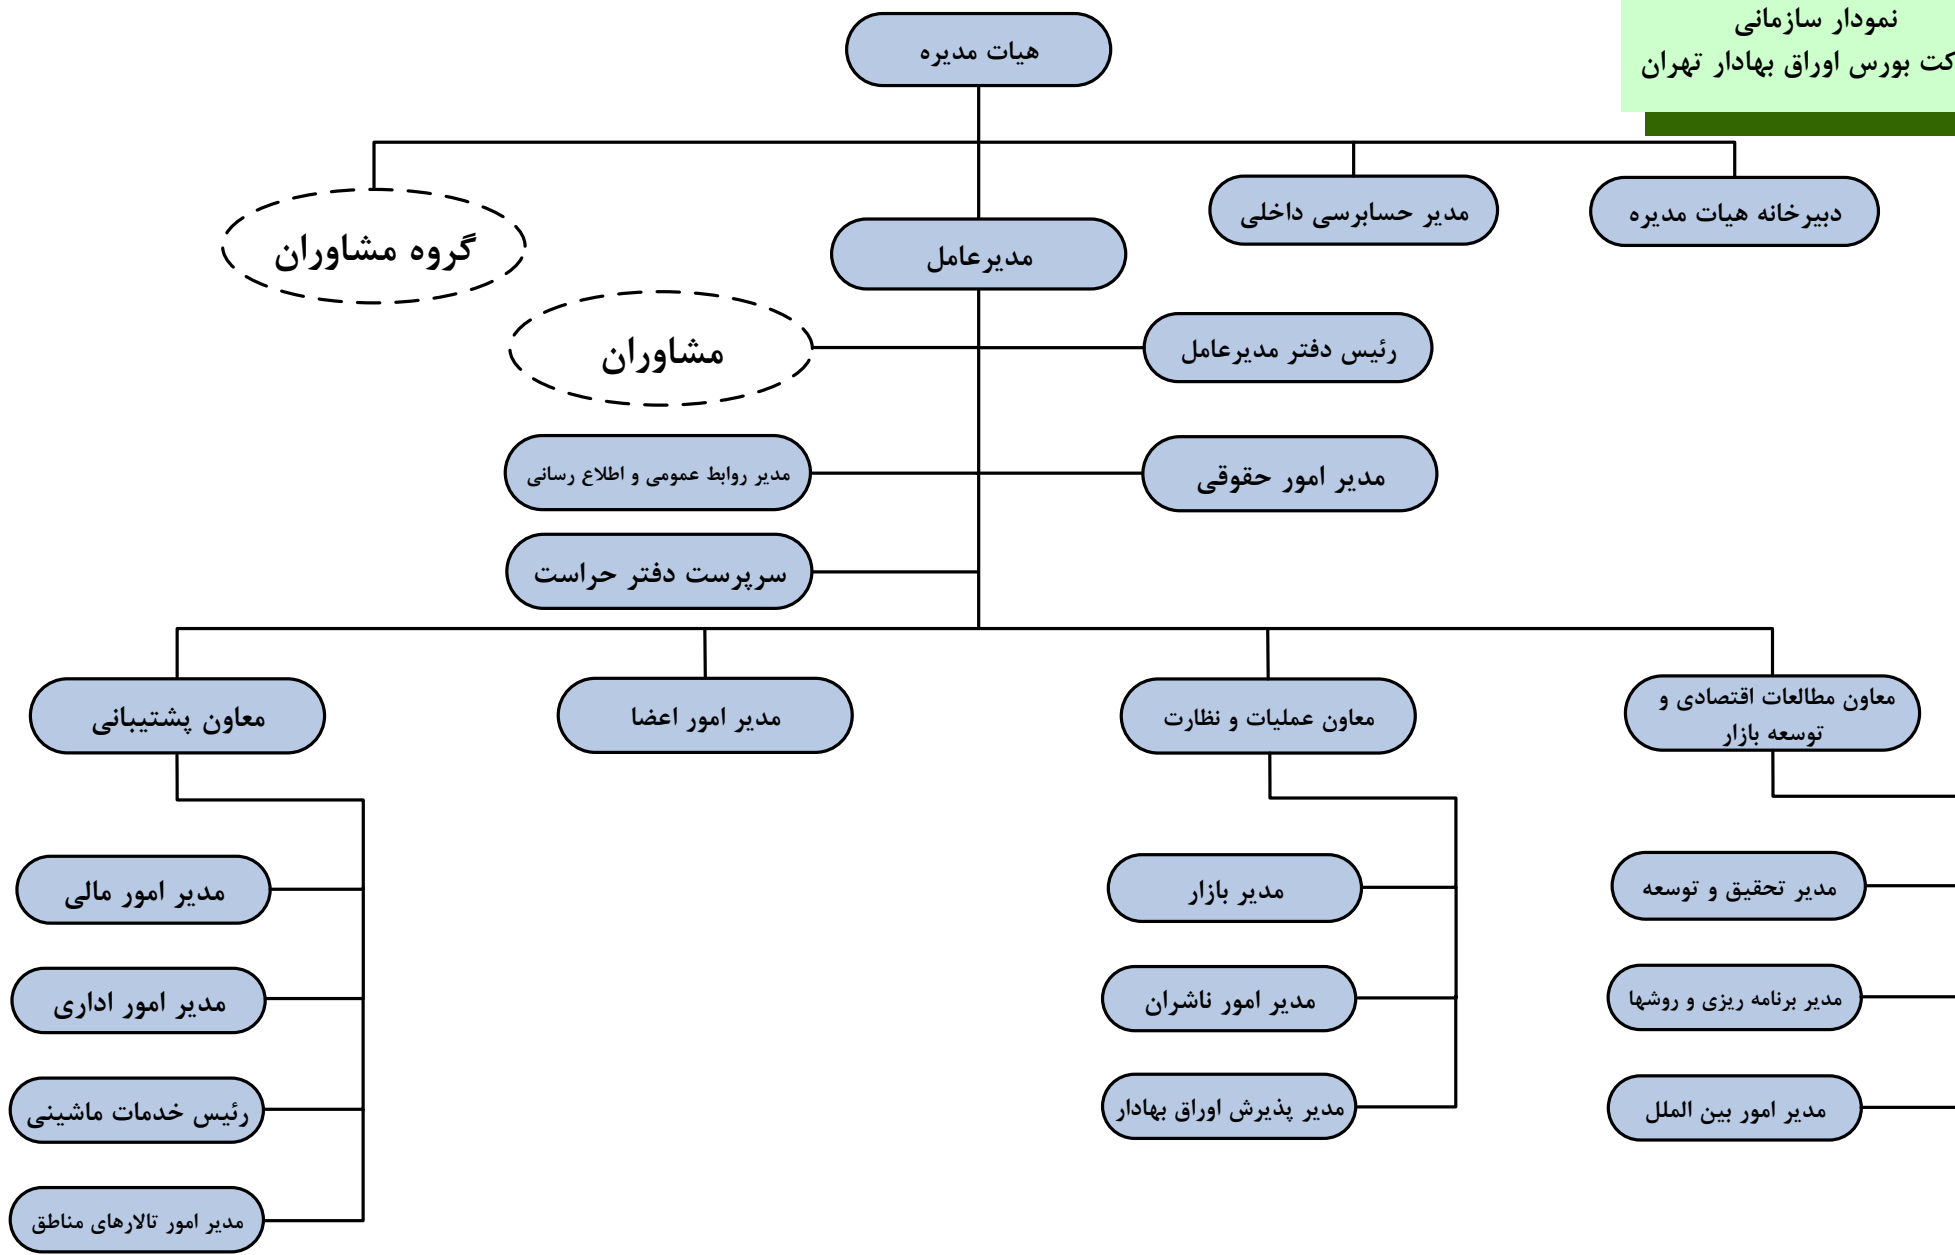 نمودار سازمانی
کت بورس اوراق بهادار تهران
هیات مدیره
دبیرخانه هیات مدیره
مدیر حسابرسی داخلی
گروه مشاوران
مدیرعامل
رئیس دفتر مدیرعامل
مشاوران
مدیر امور حقوقی
مدیر روابط عمومی و اطلاع رسانی
سرپرست دفتر حراست
معاون مطالعات اقتصادی و
توسعه بازار
معاون عملیات و نظارت
مدیر امور اعضا
معاون پشتیبانی
مدیر تحقیق و توسعه
مدیر برنامه ریزی و روشها
مدیر امور بین الملل
مدیر بازار
مدیر امور ناشران
مدیر پذیرش اوراق بهادار
مدیر امور مالی
مدیر امور اداری
رئیس خدمات ماشینی
مدیر امور تالارهای مناطق